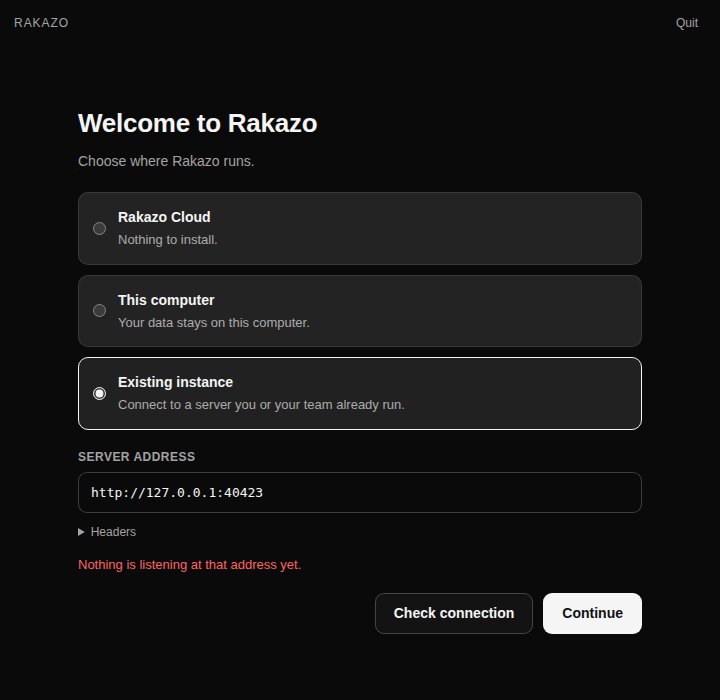 RAKAZO
Quit
Welcome to Rakazo
Choose where Rakazo runs.
Rakazo Cloud
Nothing to install.
This computer
Your data stays on this computer.
Existing instance
Connect to a server you or your team already run.
SERVER ADDRESS
http://127.0.0.1:40423
Headers
Nothing is listening at that address yet.
Check connection
Continue